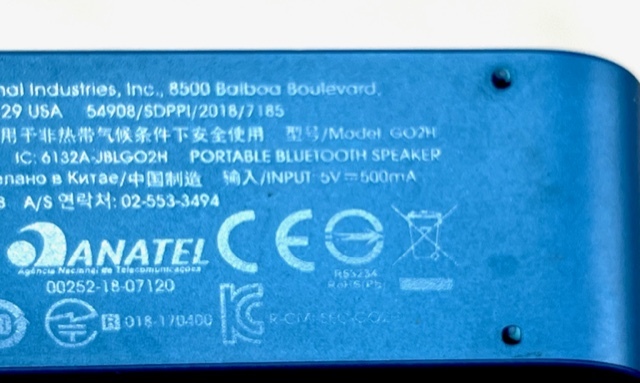 nal Industries, Inc., 8500 Balboa Boulevard,
29 USA 54908/SDPPI/2018/7185
用于非热带气候条件下安全使用 型号/Model: GO2H
IC: 6132A-JBLGO2H PORTABLE BLUETOOTH SPEAKER
елано в Китае/中国制造 输入/INPUT: 5V⎓500mA
A/S 연락처: 02-553-3494
ANATEL
Agência Nacional de Telecomunicações
00252-18-07120
CE
R 018-170400